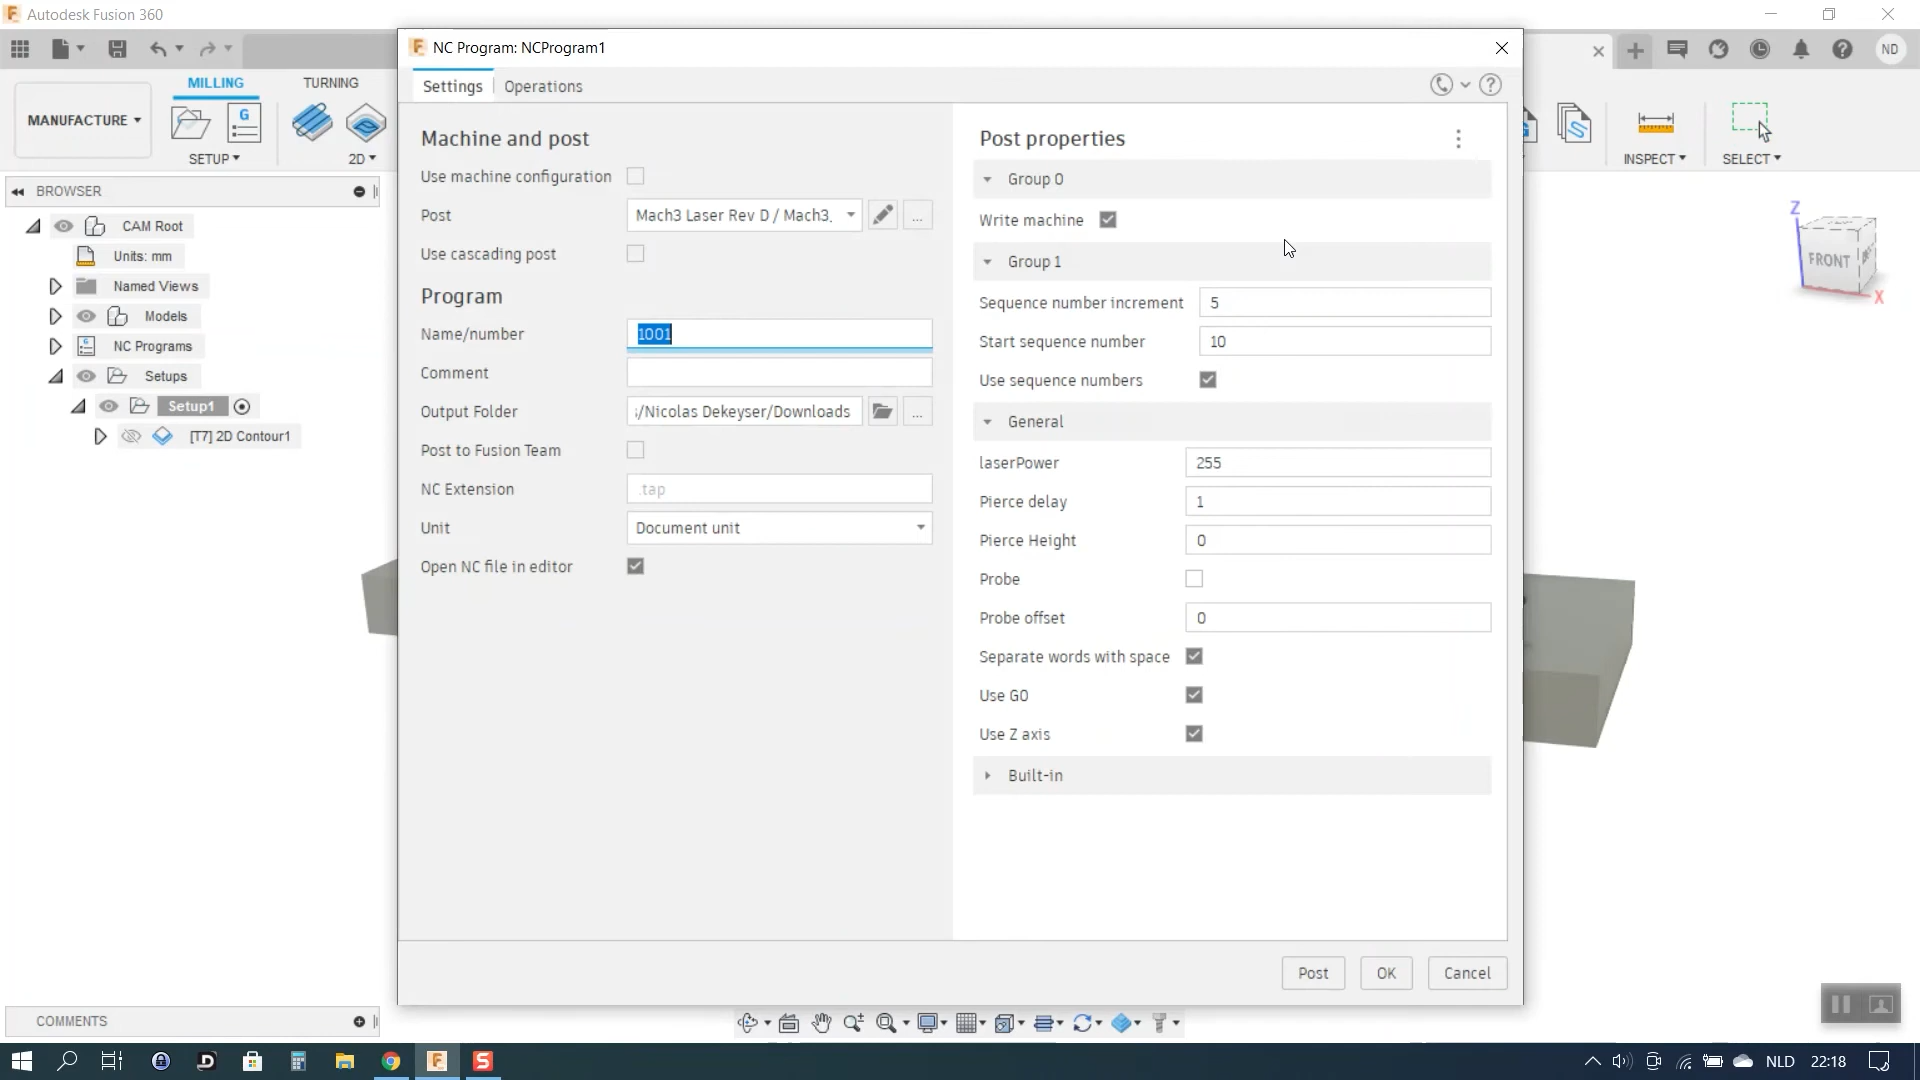 Autodesk Fusion 360
NC Program: NCProgram1
ND
MILLING
TURNING
Settings
Operations
MANUFACTURE
SETUP
2D
INSPECT
SELECT
BROWSER
CAM Root
Units: mm
Named Views
Models
NC Programs
Setups
Setup1
[T7] 2D Contour1
Machine and post
Use machine configuration
Post
Mach3 Laser Rev D / Mach3.
...
Use cascading post
Program
Name/number
1001
Comment
Output Folder
/Nicolas Dekeyser/Downloads
...
Post to Fusion Team
NC Extension
.tap
Unit
Document unit
Open NC file in editor
Post properties
Group 0
Write machine
Group 1
Sequence number increment
5
Start sequence number
10
Use sequence numbers
General
laserPower
255
Pierce delay
1
Pierce Height
0
Probe
Probe offset
0
Separate words with space
Use G0
Use Z axis
Built-in
Post
OK
Cancel
Z
FRONT
X
COMMENTS
NLD
22:18